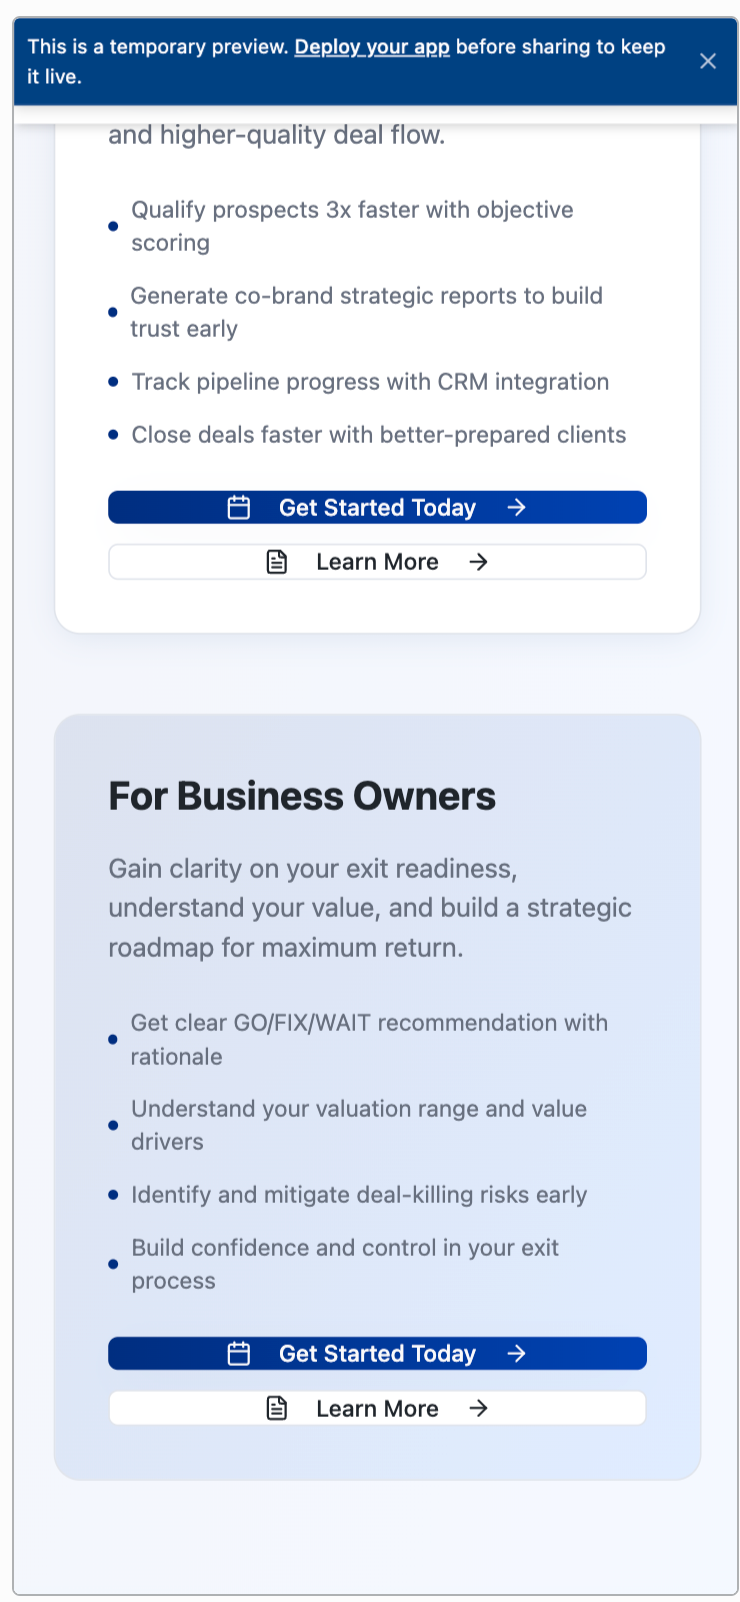 This is a temporary preview. Deploy your app before sharing to keep
it live.
and higher-quality deal flow.
Qualify prospects 3x faster with objective
scoring
Generate co-brand strategic reports to build
trust early
Track pipeline progress with CRM integration
Close deals faster with better-prepared clients
Get Started Today
Learn More
For Business Owners
Gain clarity on your exit readiness,
understand your value, and build a strategic
roadmap for maximum return.
Get clear GO/FIX/WAIT recommendation with
rationale
Understand your valuation range and value
drivers
Identify and mitigate deal-killing risks early
Build confidence and control in your exit
process
Get Started Today
Learn More